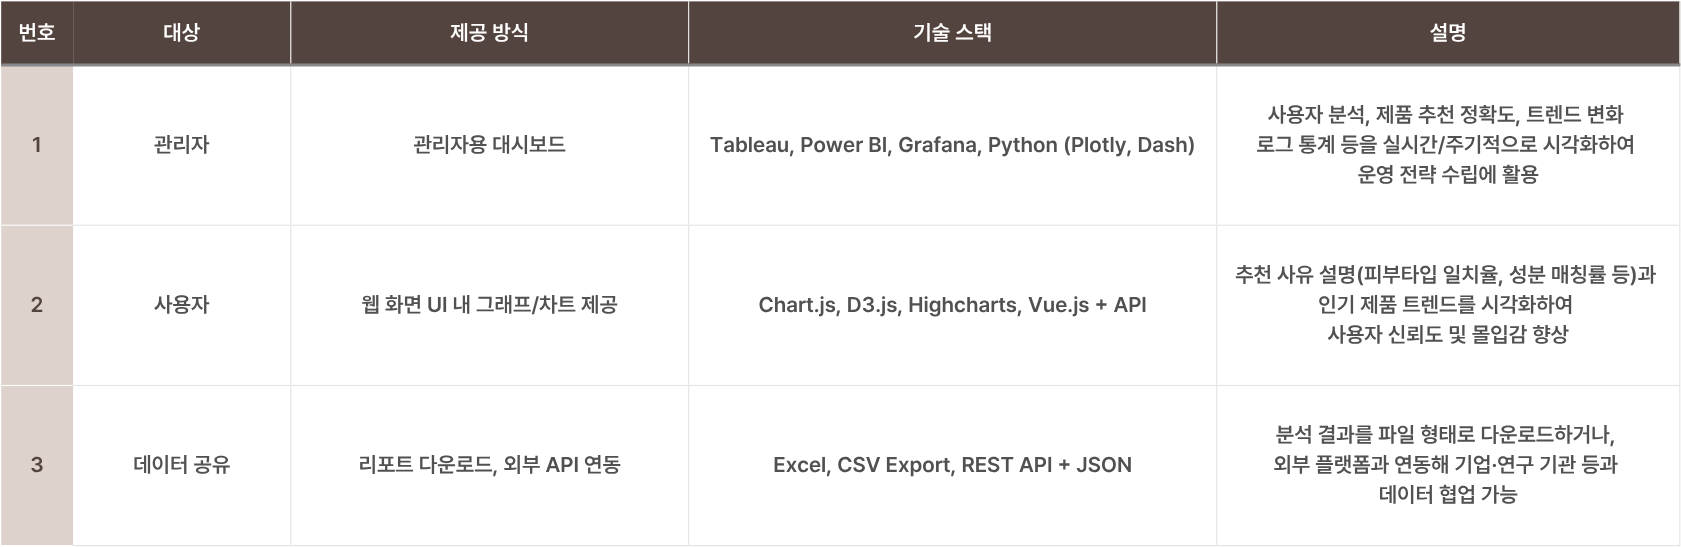 번호 대상 제공 방식 기술 스택 설명
1 관리자 관리자용 대시보드 Tableau, Power BI, Grafana, Python (Plotly, Dash) 사용자 분석, 제품 추천 정확도, 트렌드 변화
로그 통계 등을 실시간/주기적으로 시각화하여
운영 전략 수립에 활용
2 사용자 웹 화면 UI 내 그래프/차트 제공 Chart.js, D3.js, Highcharts, Vue.js + API 추천 사유 설명(피부타입 일치율, 성분 매칭률 등)과
인기 제품 트렌드를 시각화하여
사용자 신뢰도 및 몰입감 향상
3 데이터 공유 리포트 다운로드, 외부 API 연동 Excel, CSV Export, REST API + JSON 분석 결과를 파일 형태로 다운로드하거나,
외부 플랫폼과 연동해 기업·연구 기관 등과
데이터 협업 가능